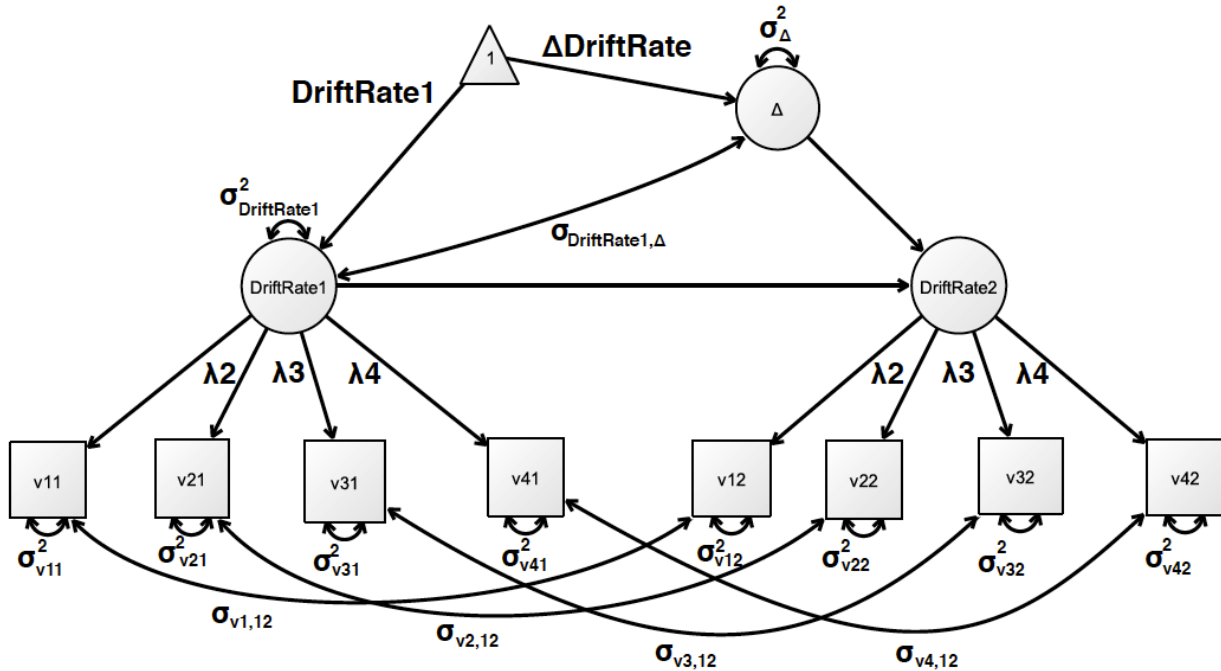 σ²Δ
1
ΔDriftRate
DriftRate1
Δ
σ²DriftRate1
σDriftRate1,Δ
DriftRate1
DriftRate2
λ2
λ3
λ4
λ2
λ3
λ4
v11
v21
v31
v41
v12
v22
v32
v42
σ²v11
σ²v21
σ²v31
σ²v41
σ²v12
σ²v22
σ²v32
σ²v42
σv1,12
σv2,12
σv3,12
σv4,12